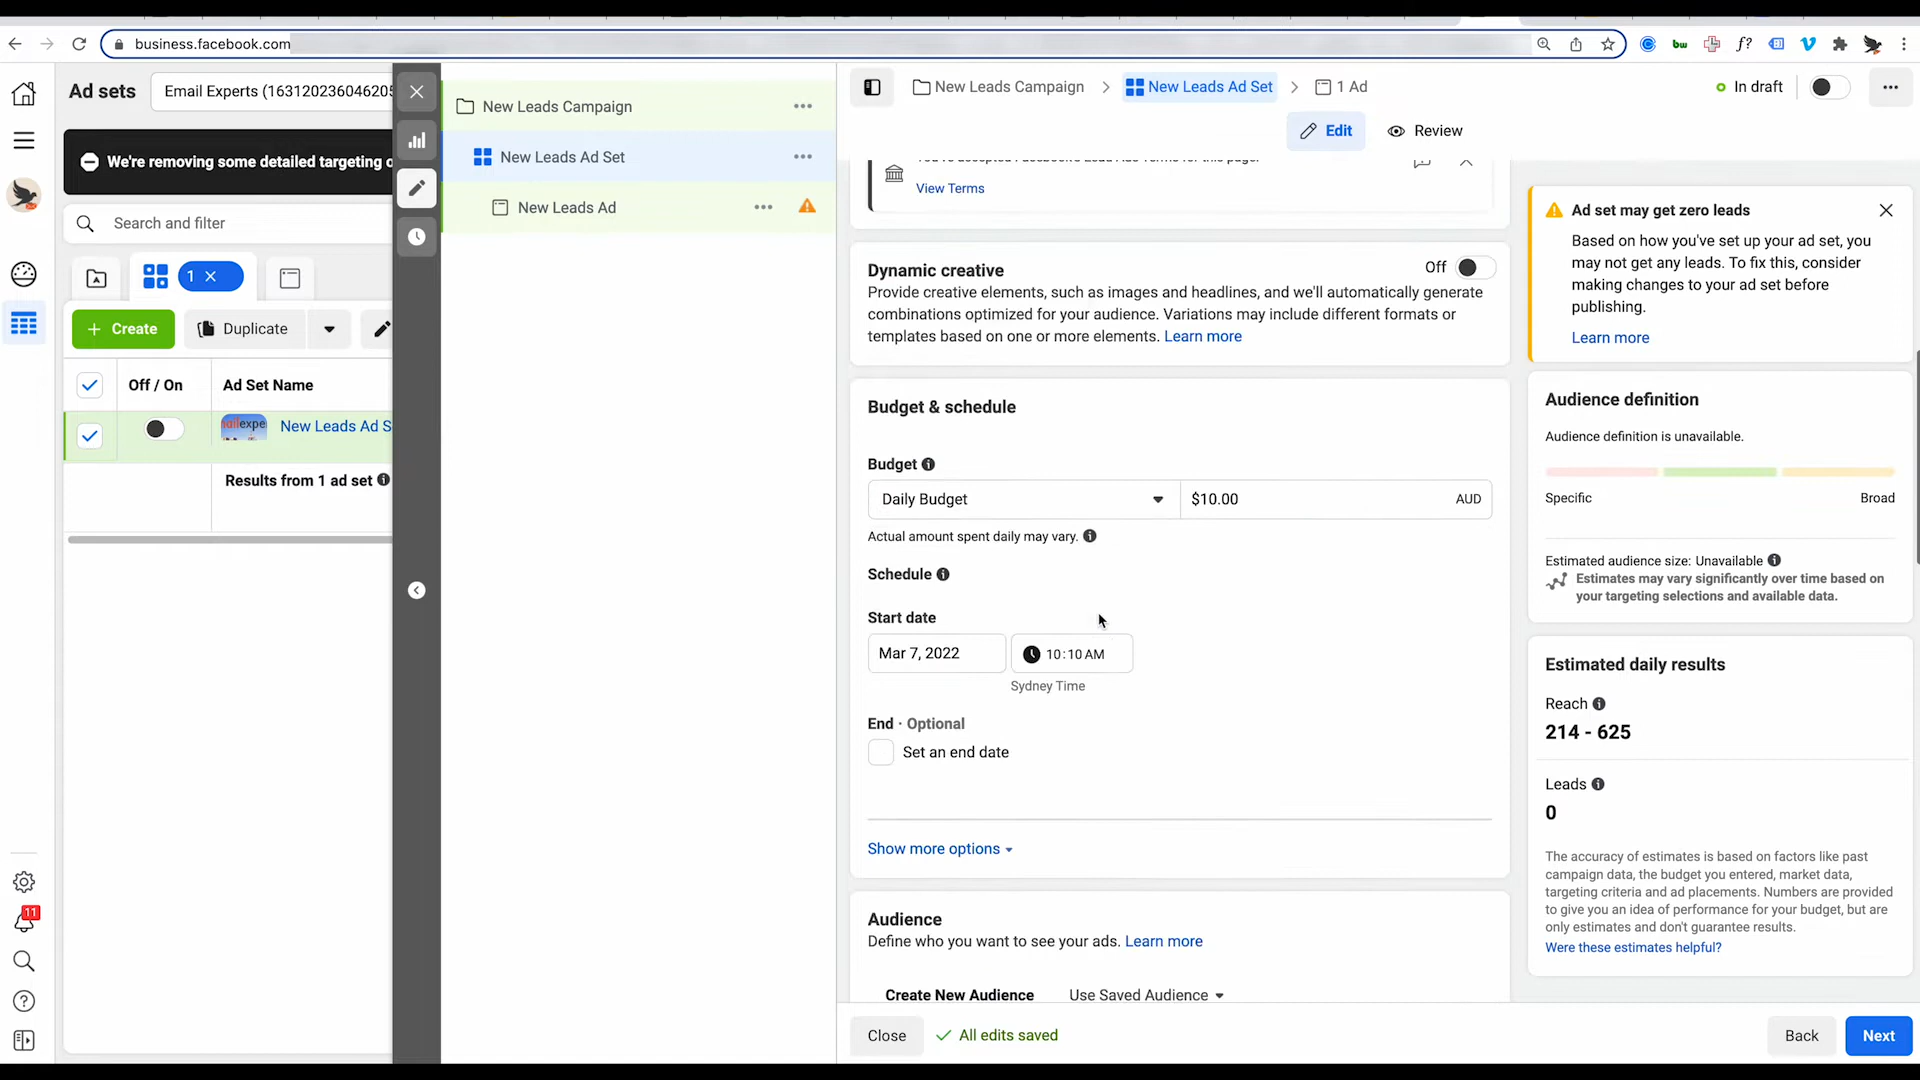 business.facebook.com
bw
f?
Ad sets
Email Experts (163120236046205
We're removing some detailed targeting o
Search and filter
1
Create
Duplicate
Off / On
Ad Set Name
ailexpe
New Leads Ad S
Results from 1 ad set
11
New Leads Campaign
New Leads Ad Set
New Leads Ad
New Leads Campaign
New Leads Ad Set
1 Ad
In draft
Edit
Review
You've accepted Facebook's Lead Ads Terms for this page.
View Terms
Dynamic creative
Off
Provide creative elements, such as images and headlines, and we'll automatically generate
combinations optimized for your audience. Variations may include different formats or
templates based on one or more elements. Learn more
Budget & schedule
Budget
Daily Budget
$10.00
AUD
Actual amount spent daily may vary.
Schedule
Start date
Mar 7, 2022
10:10 AM
Sydney Time
End · Optional
Set an end date
Show more options
Audience
Define who you want to see your ads. Learn more
Create New Audience
Use Saved Audience
Close
All edits saved
Back
Next
Ad set may get zero leads
Based on how you've set up your ad set, you
may not get any leads. To fix this, consider
making changes to your ad set before
publishing.
Learn more
Audience definition
Audience definition is unavailable.
Specific
Broad
Estimated audience size: Unavailable
Estimates may vary significantly over time based on
your targeting selections and available data.
Estimated daily results
Reach
214 - 625
Leads
0
The accuracy of estimates is based on factors like past
campaign data, the budget you entered, market data,
targeting criteria and ad placements. Numbers are provided
to give you an idea of performance for your budget, but are
only estimates and don't guarantee results.
Were these estimates helpful?